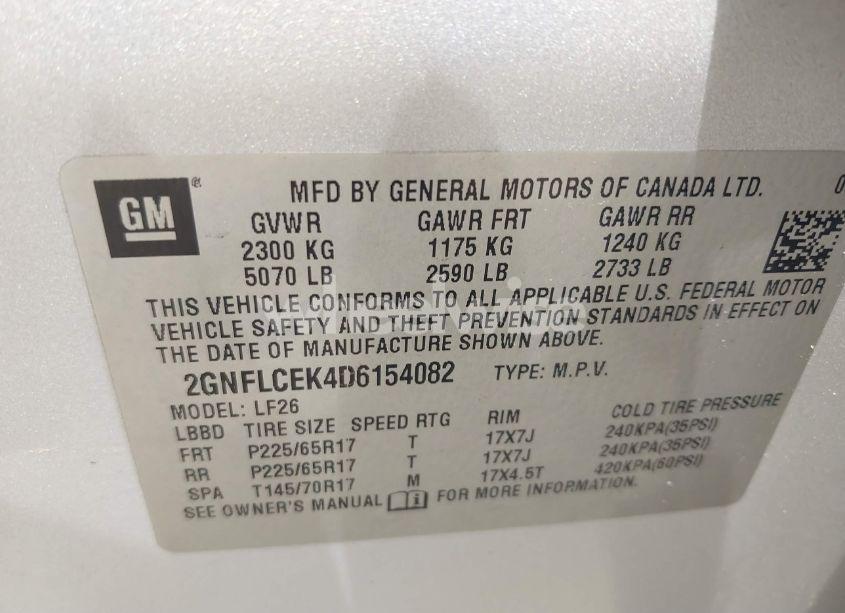 GM ®
MFD BY GENERAL MOTORS OF CANADA LTD. 0
GVWR GAWR FRT GAWR RR
2300 KG 1175 KG 1240 KG
5070 LB 2590 LB 2733 LB
THIS VEHICLE CONFORMS TO ALL APPLICABLE U.S. FEDERAL MOTOR
VEHICLE SAFETY AND THEFT PREVENTION STANDARDS IN EFFECT ON
THE DATE OF MANUFACTURE SHOWN ABOVE.
2GNFLCEK4D6154082 TYPE: M.P.V.
MODEL: LF26
LBBD TIRE SIZE SPEED RTG RIM COLD TIRE PRESSURE
FRT P225/65R17 T 17X7J 240KPA(35PSI)
RR P225/65R17 T 17X7J 240KPA(35PSI)
SPA T145/70R17 M 17X4.5T 420KPA(60PSI)
SEE OWNER'S MANUAL i FOR MORE INFORMATION.